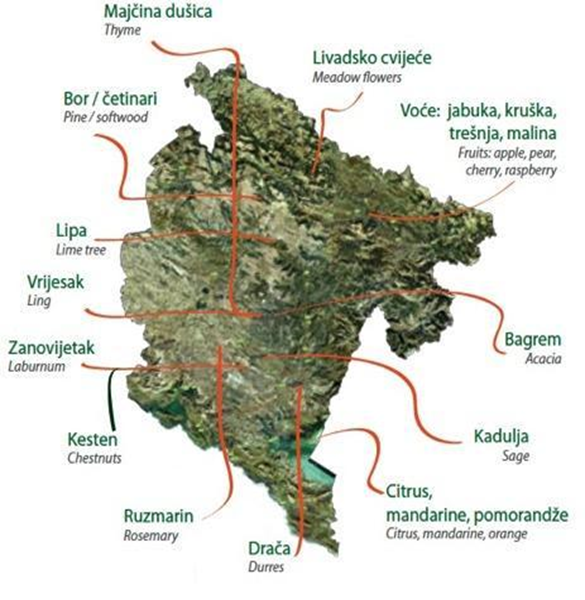 Majčina dušica
Thyme
Livadsko cvijeće
Meadow flowers
Bor / četinari
Pine / softwood
Voće: jabuka, kruška,
trešnja, malina
Fruits: apple, pear,
cherry, raspberry
Lipa
Lime tree
Vrijesak
Ling
Bagrem
Acacia
Zanovijetak
Laburnum
Kesten
Chestnuts
Kadulja
Sage
Citrus,
mandarine, pomorandže
Citrus, mandarine, orange
Ruzmarin
Rosemary
Drača
Durres